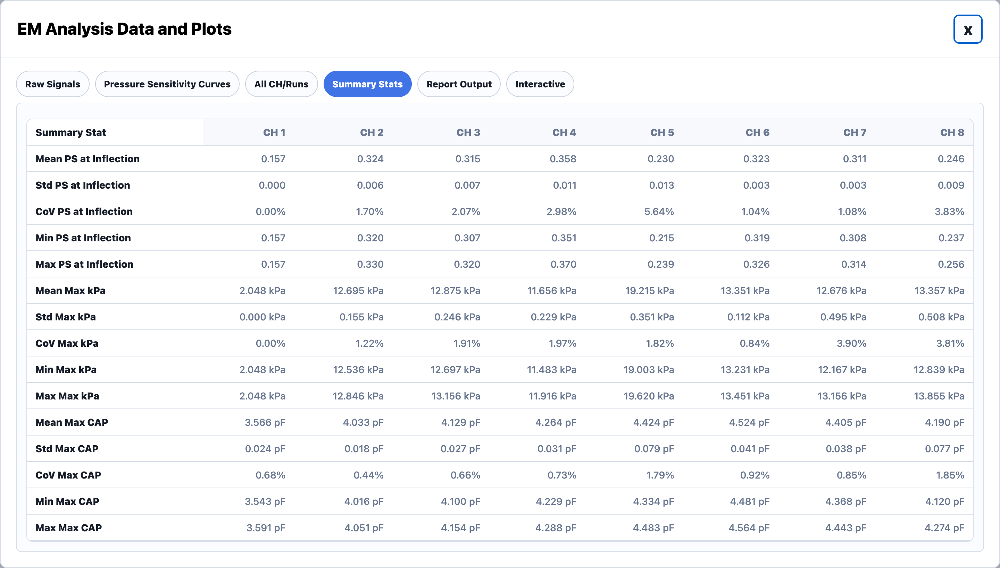 EM Analysis Data and Plots
x
Raw Signals Pressure Sensitivity Curves All CH/Runs Summary Stats Report Output Interactive
Summary Stat CH 1 CH 2 CH 3 CH 4 CH 5 CH 6 CH 7 CH 8
Mean PS at Inflection 0.157 0.324 0.315 0.358 0.230 0.323 0.311 0.246
Std PS at Inflection 0.000 0.006 0.007 0.011 0.013 0.003 0.003 0.009
CoV PS at Inflection 0.00% 1.70% 2.07% 2.98% 5.64% 1.04% 1.08% 3.83%
Min PS at Inflection 0.157 0.320 0.307 0.351 0.215 0.319 0.308 0.237
Max PS at Inflection 0.157 0.330 0.320 0.370 0.239 0.326 0.314 0.256
Mean Max kPa 2.048 kPa 12.695 kPa 12.875 kPa 11.656 kPa 19.215 kPa 13.351 kPa 12.676 kPa 13.357 kPa
Std Max kPa 0.000 kPa 0.155 kPa 0.246 kPa 0.229 kPa 0.351 kPa 0.112 kPa 0.495 kPa 0.508 kPa
CoV Max kPa 0.00% 1.22% 1.91% 1.97% 1.82% 0.84% 3.90% 3.81%
Min Max kPa 2.048 kPa 12.536 kPa 12.697 kPa 11.483 kPa 19.003 kPa 13.231 kPa 12.167 kPa 12.839 kPa
Max Max kPa 2.048 kPa 12.846 kPa 13.156 kPa 11.916 kPa 19.620 kPa 13.451 kPa 13.156 kPa 13.855 kPa
Mean Max CAP 3.566 pF 4.033 pF 4.129 pF 4.264 pF 4.424 pF 4.524 pF 4.405 pF 4.190 pF
Std Max CAP 0.024 pF 0.018 pF 0.027 pF 0.031 pF 0.079 pF 0.041 pF 0.038 pF 0.077 pF
CoV Max CAP 0.68% 0.44% 0.66% 0.73% 1.79% 0.92% 0.85% 1.85%
Min Max CAP 3.543 pF 4.016 pF 4.100 pF 4.229 pF 4.334 pF 4.481 pF 4.368 pF 4.120 pF
Max Max CAP 3.591 pF 4.051 pF 4.154 pF 4.288 pF 4.483 pF 4.564 pF 4.443 pF 4.274 pF